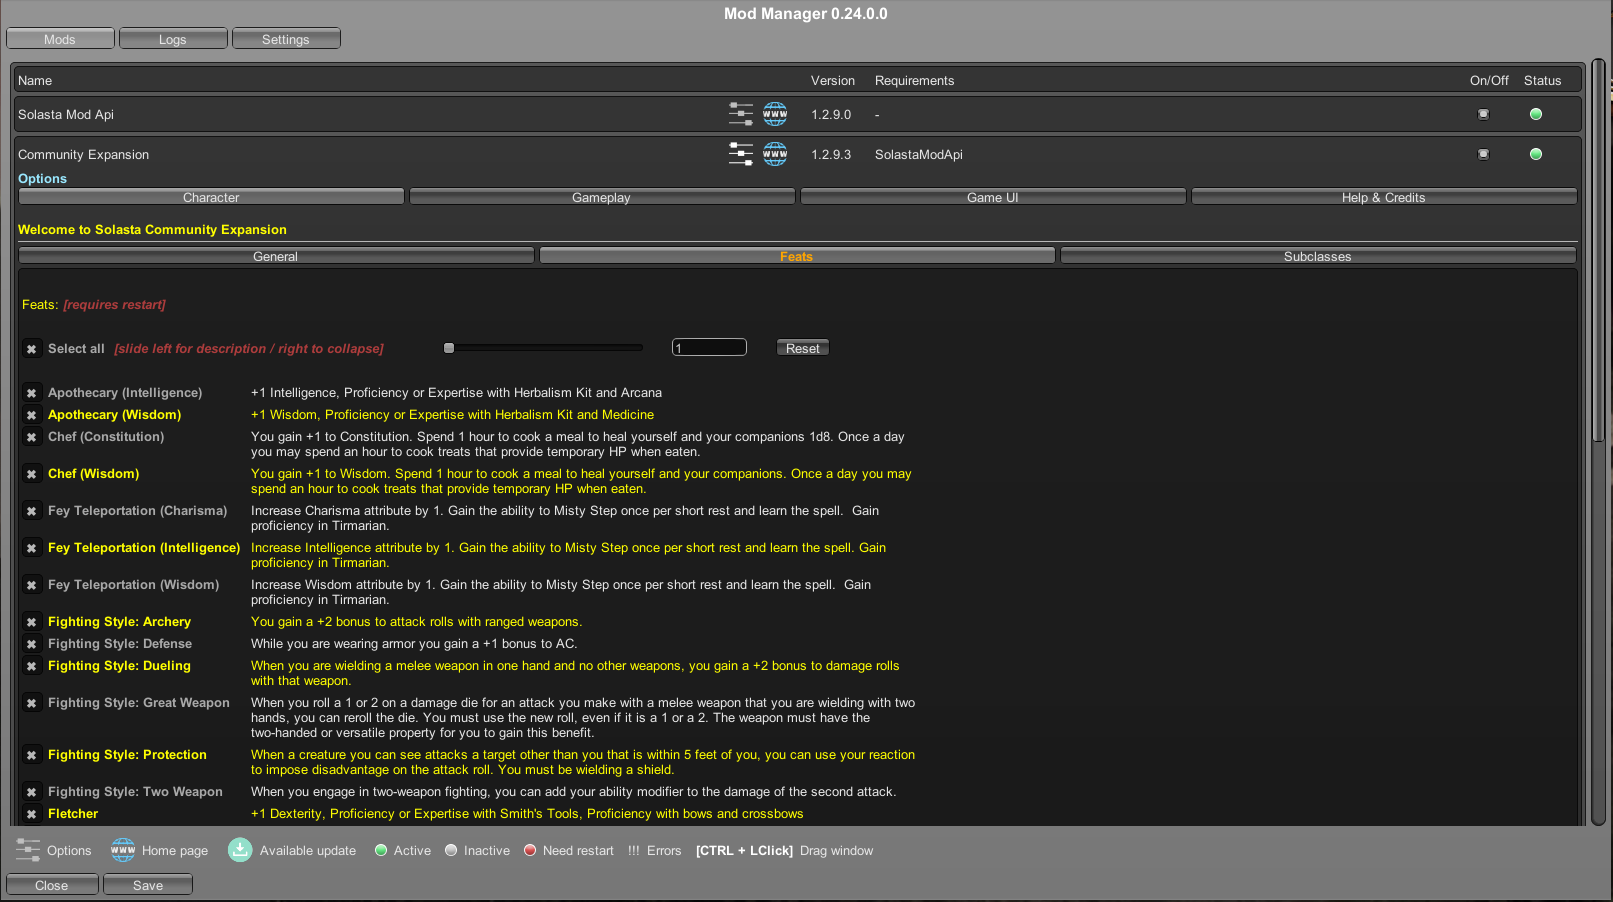 Mod Manager 0.24.0.0
Mods Logs Settings
Name Version Requirements On/Off Status
Solasta Mod Api www 1.2.9.0 -
Community Expansion www 1.2.9.3 SolastaModApi
Options
Character Gameplay Game UI Help & Credits
Welcome to Solasta Community Expansion
General Feats Subclasses
Feats: [requires restart]
Select all [slide left for description / right to collapse] 1 Reset
Apothecary (Intelligence) +1 Intelligence, Proficiency or Expertise with Herbalism Kit and Arcana
Apothecary (Wisdom) +1 Wisdom, Proficiency or Expertise with Herbalism Kit and Medicine
Chef (Constitution) You gain +1 to Constitution. Spend 1 hour to cook a meal to heal yourself and your companions 1d8. Once a day
you may spend an hour to cook treats that provide temporary HP when eaten.
Chef (Wisdom) You gain +1 to Wisdom. Spend 1 hour to cook a meal to heal yourself and your companions. Once a day you may
spend an hour to cook treats that provide temporary HP when eaten.
Fey Teleportation (Charisma) Increase Charisma attribute by 1. Gain the ability to Misty Step once per short rest and learn the spell. Gain
proficiency in Tirmarian.
Fey Teleportation (Intelligence) Increase Intelligence attribute by 1. Gain the ability to Misty Step once per short rest and learn the spell. Gain
proficiency in Tirmarian.
Fey Teleportation (Wisdom) Increase Wisdom attribute by 1. Gain the ability to Misty Step once per short rest and learn the spell. Gain
proficiency in Tirmarian.
Fighting Style: Archery You gain a +2 bonus to attack rolls with ranged weapons.
Fighting Style: Defense While you are wearing armor you gain a +1 bonus to AC.
Fighting Style: Dueling When you are wielding a melee weapon in one hand and no other weapons, you gain a +2 bonus to damage rolls
with that weapon.
Fighting Style: Great Weapon When you roll a 1 or 2 on a damage die for an attack you make with a melee weapon that you are wielding with two
hands, you can reroll the die. You must use the new roll, even if it is a 1 or a 2. The weapon must have the
two-handed or versatile property for you to gain this benefit.
Fighting Style: Protection When a creature you can see attacks a target other than you that is within 5 feet of you, you can use your reaction
to impose disadvantage on the attack roll. You must be wielding a shield.
Fighting Style: Two Weapon When you engage in two-weapon fighting, you can add your ability modifier to the damage of the second attack.
Fletcher +1 Dexterity, Proficiency or Expertise with Smith's Tools, Proficiency with bows and crossbows
Options www Home page Available update Active Inactive Need restart !!! Errors [CTRL + LClick] Drag window
Close Save